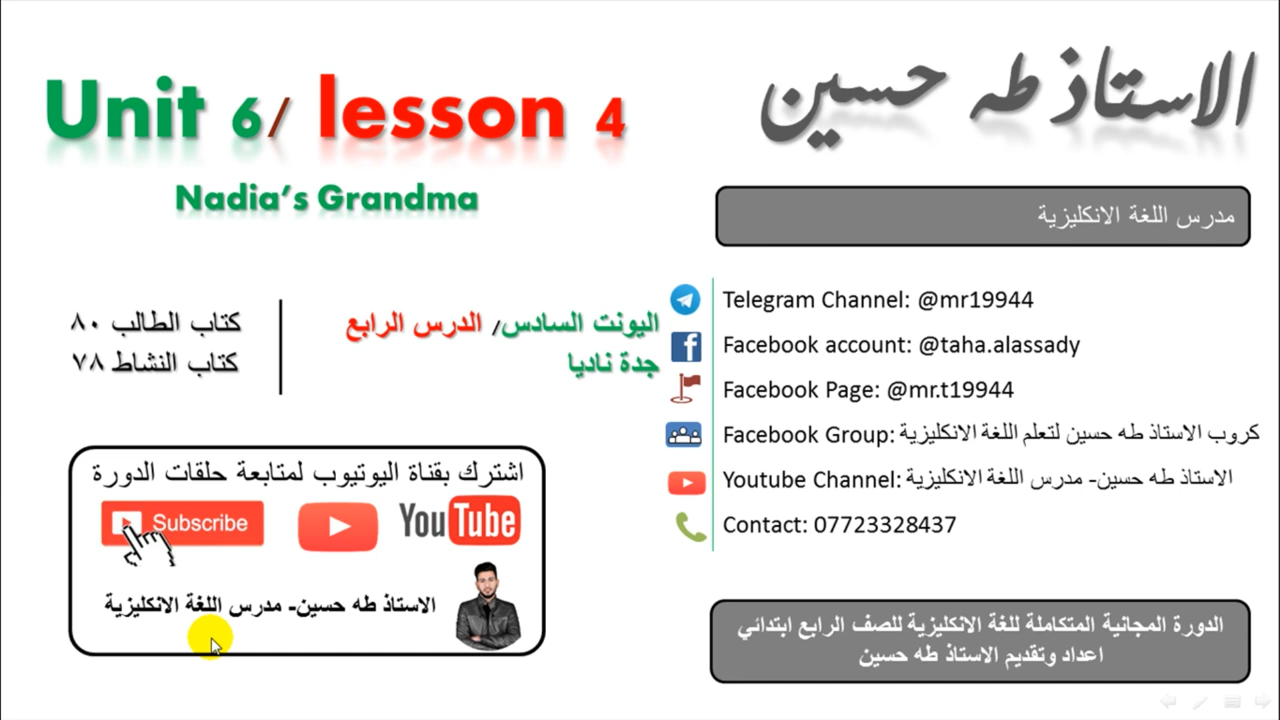 Unit 6/ lesson 4
Nadia's Grandma
الاستاذ طه حسين
مدرس اللغة الانكليزية
اليونت السادس/ الدرس الرابع
جدة ناديا
كتاب الطالب ٨٠
كتاب النشاط ٧٨
Telegram Channel: @mr19944
Facebook account: @taha.alassady
Facebook Page: @mr.t19944
Facebook Group: كروب الاستاذ طه حسين لتعلم اللغة الانكليزية
Youtube Channel: الاستاذ طه حسين- مدرس اللغة الانكليزية
Contact: 07723328437
اشترك بقناة اليوتيوب لمتابعة حلقات الدورة
Subscribe
YouTube
الاستاذ طه حسين- مدرس اللغة الانكليزية
الدورة المجانية المتكاملة للغة الانكليزية للصف الرابع ابتدائي
اعداد وتقديم الاستاذ طه حسين